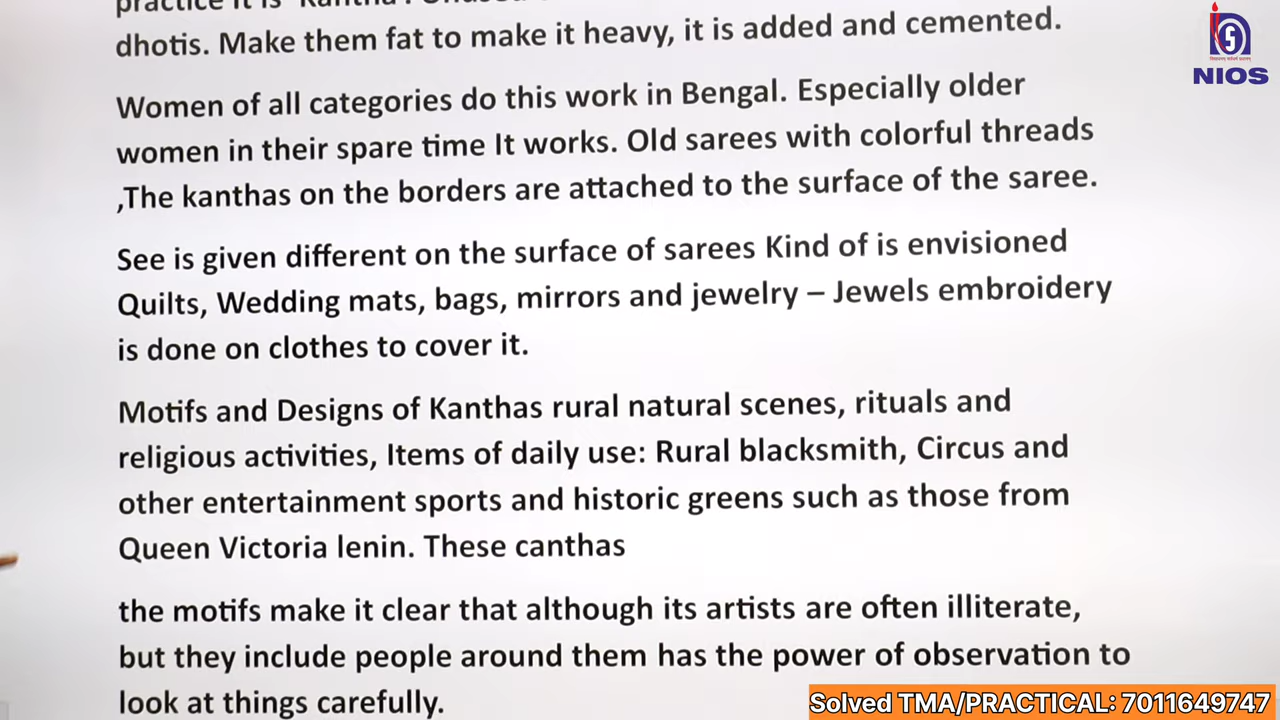 dhotis. Make them fat to make it heavy, it is added and cemented.
Women of all categories do this work in Bengal. Especially older
women in their spare time It works. Old sarees with colorful threads
,The kanthas on the borders are attached to the surface of the saree.
See is given different on the surface of sarees Kind of is envisioned
Quilts, Wedding mats, bags, mirrors and jewelry – Jewels embroidery
is done on clothes to cover it.
Motifs and Designs of Kanthas rural natural scenes, rituals and
religious activities, Items of daily use: Rural blacksmith, Circus and
other entertainment sports and historic greens such as those from
Queen Victoria lenin. These canthas
the motifs make it clear that although its artists are often illiterate,
but they include people around them has the power of observation to
look at things carefully.
NIOS
Solved TMA/PRACTICAL: 7011649747